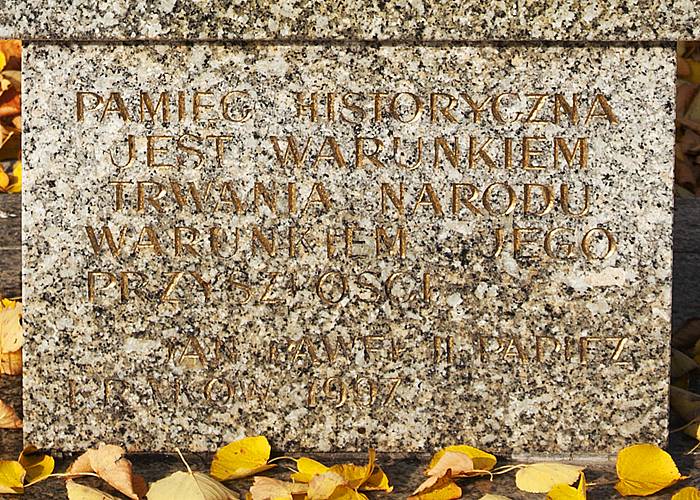 PAMIĘĆ HISTORYCZNA
JEST WARUNKIEM
TRWANIA NARODU
WARUNKIEM JEGO
PRZYSZŁOŚCI
JAN PAWEŁ II PAPIEŻ
KRAKÓW 1997